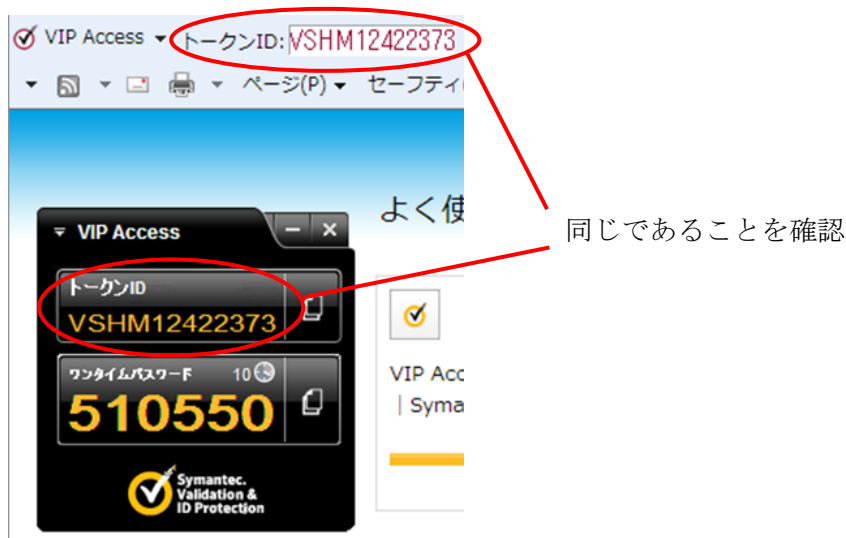 VIP Access トークンID: VSHM12422373
ページ(P) セーフティ
よく使
VIP Access
同じであることを確認
トークンID
VSHM12422373
ワンタイムパスワード 10
510550
VIP Acc
| Syma
Symantec.
Validation &
ID Protection